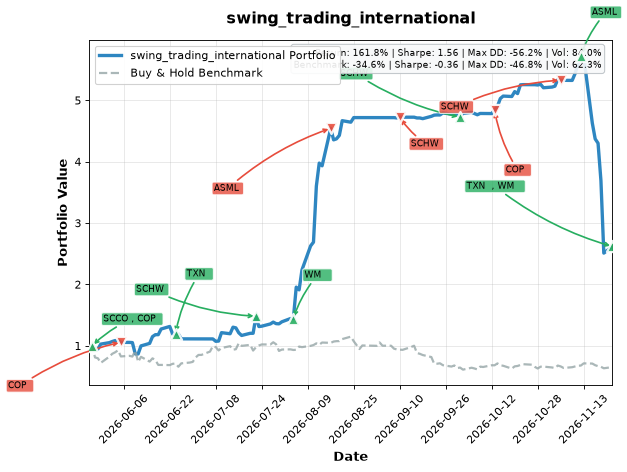 swing_trading_international
ASML
swing_trading_international Portfolio
Buy & Hold Benchmark
161.8% | Sharpe: 1.56 | Max DD: -56.2% | Vol: 84.0%
-34.6% | Sharpe: -0.36 | Max DD: -46.8% | Vol: 62.3%
SCHW
SCHW
SCHW
COP
ASML
TXN , WM
TXN
WM
SCHW
SCCO , COP
COP
Portfolio Value
5
4
3
2
1
2026-06-06
2026-06-22
2026-07-08
2026-07-24
2026-08-09
2026-08-25
2026-09-10
2026-09-26
2026-10-12
2026-10-28
2026-11-13
Date